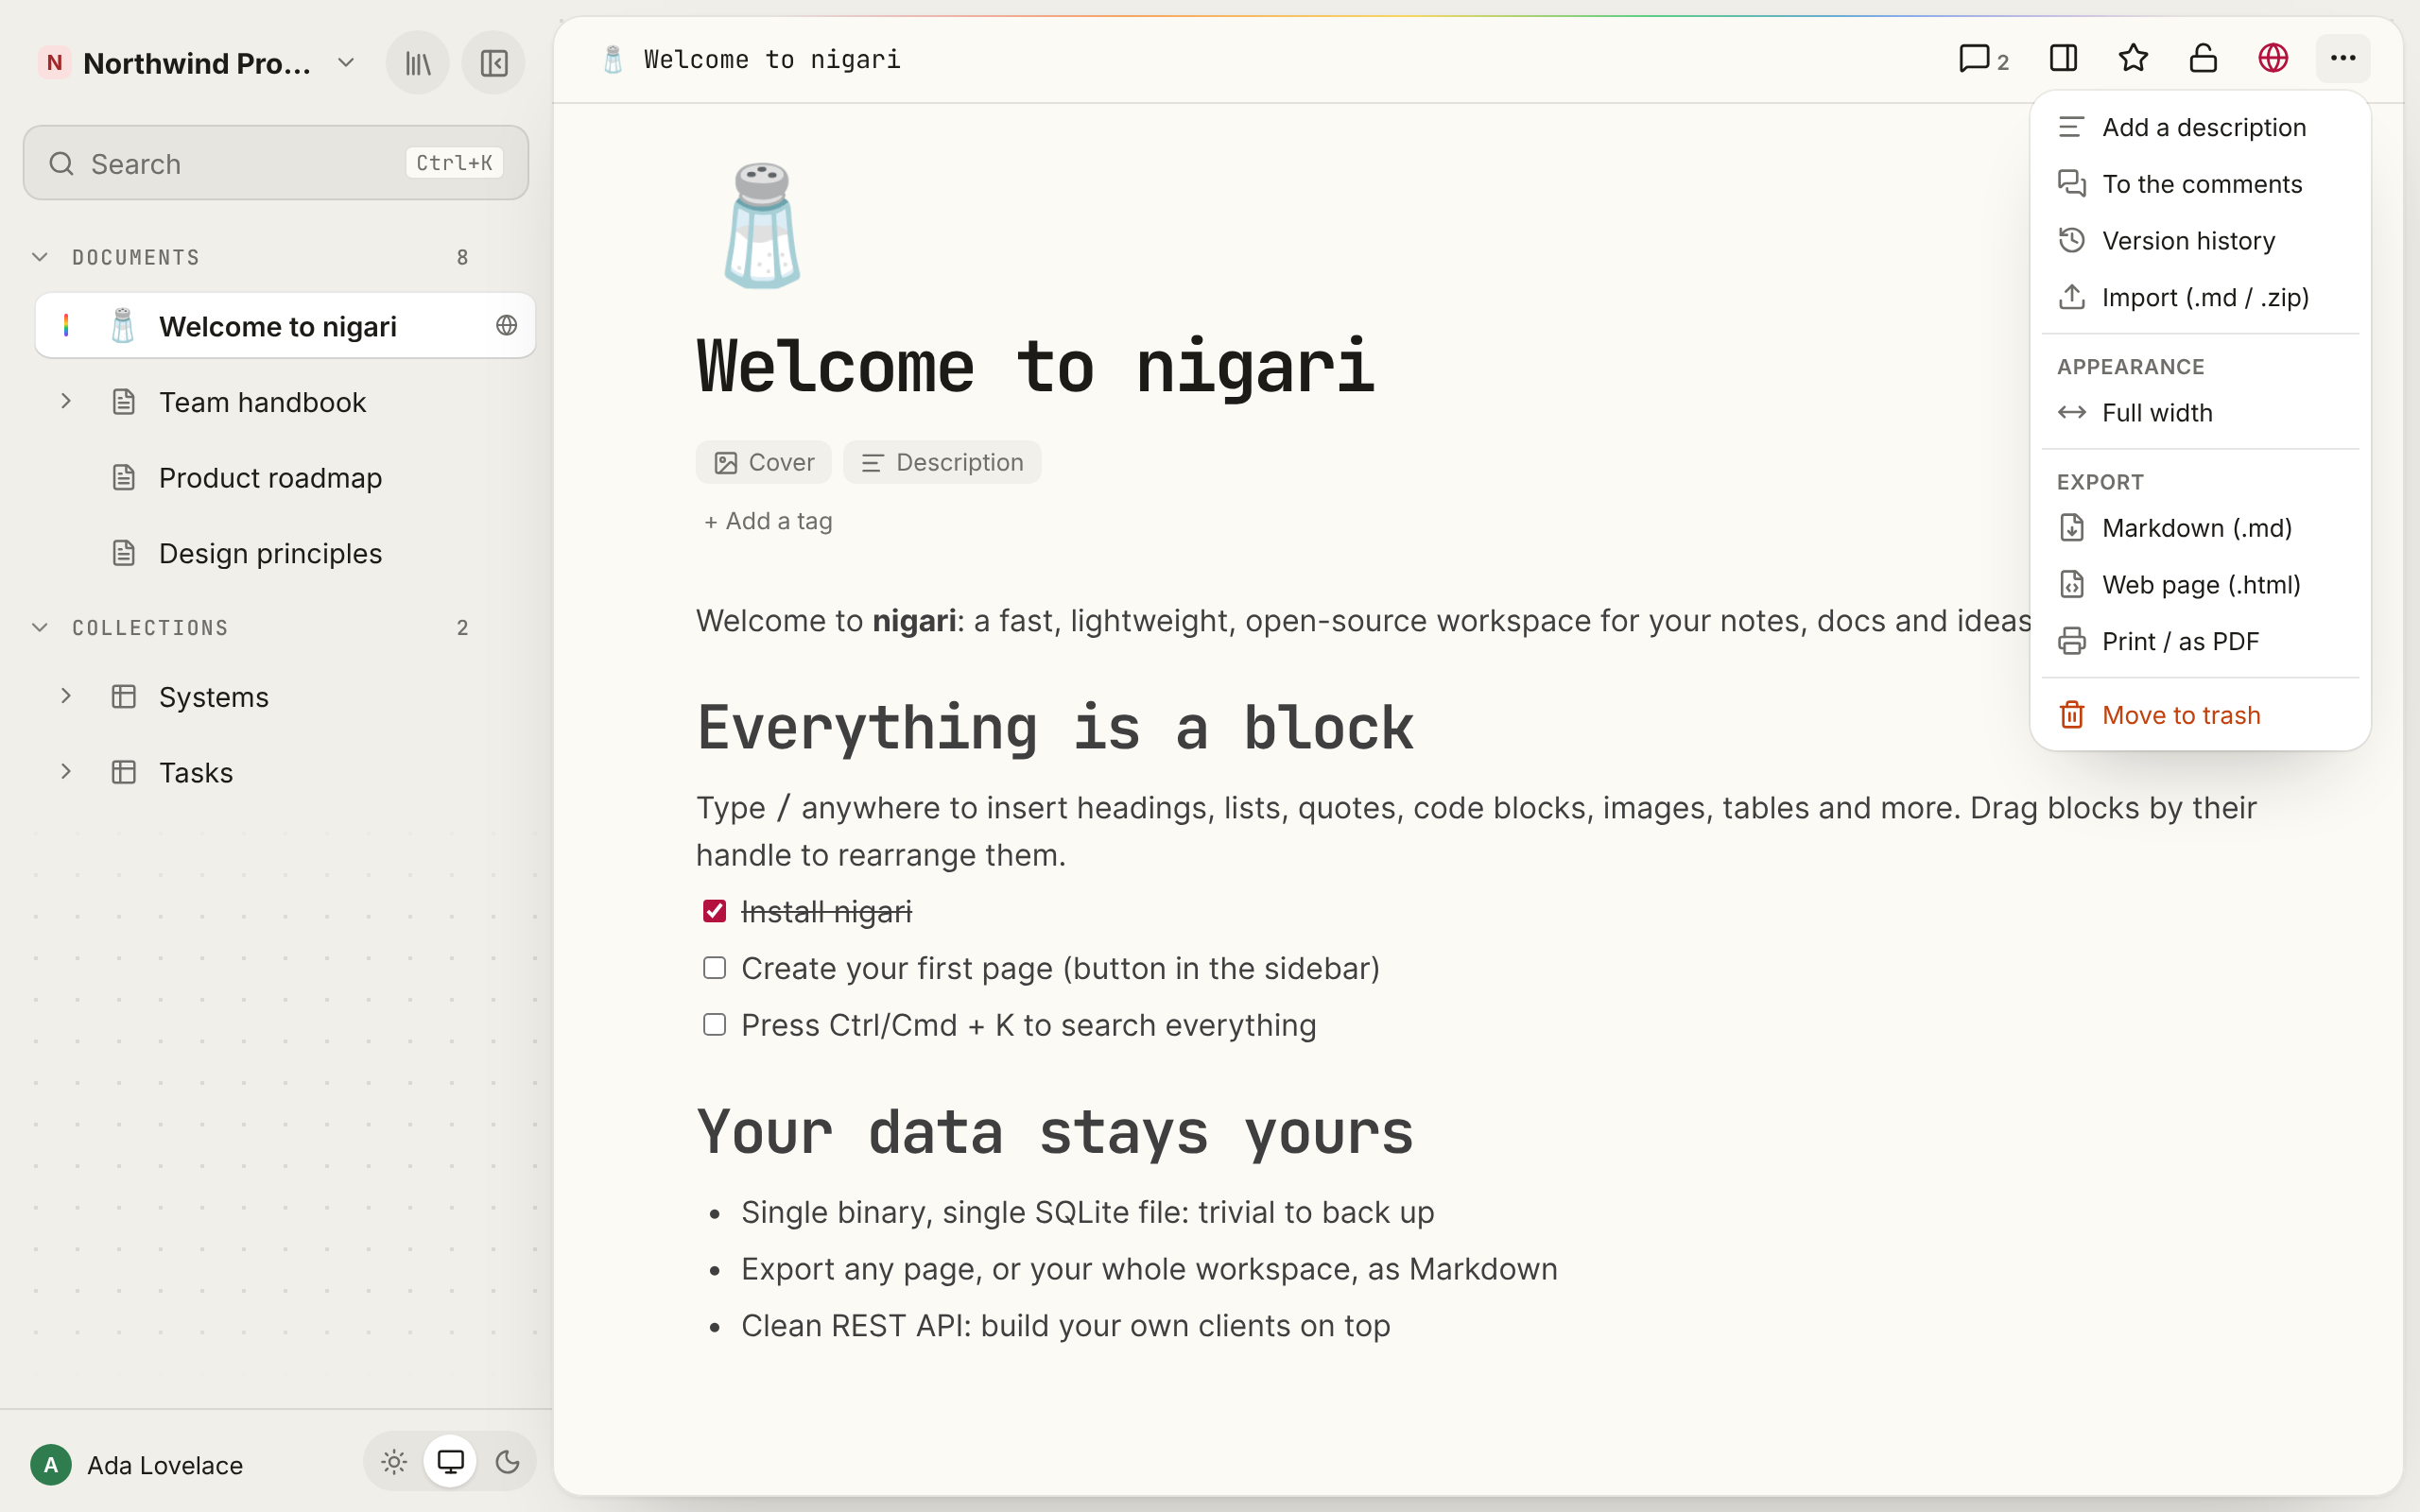 N Northwind Pro...
Search Ctrl+K
DOCUMENTS 8
Welcome to nigari
Team handbook
Product roadmap
Design principles
COLLECTIONS 2
Systems
Tasks
A Ada Lovelace
Welcome to nigari
2
Welcome to nigari
Cover Description
+ Add a tag
Welcome to nigari: a fast, lightweight, open-source workspace for your notes, docs and ideas
Everything is a block
Type / anywhere to insert headings, lists, quotes, code blocks, images, tables and more. Drag blocks by their
handle to rearrange them.
Install nigari
Create your first page (button in the sidebar)
Press Ctrl/Cmd + K to search everything
Your data stays yours
• Single binary, single SQLite file: trivial to back up
• Export any page, or your whole workspace, as Markdown
• Clean REST API: build your own clients on top
Add a description
To the comments
Version history
Import (.md / .zip)
APPEARANCE
Full width
EXPORT
Markdown (.md)
Web page (.html)
Print / as PDF
Move to trash